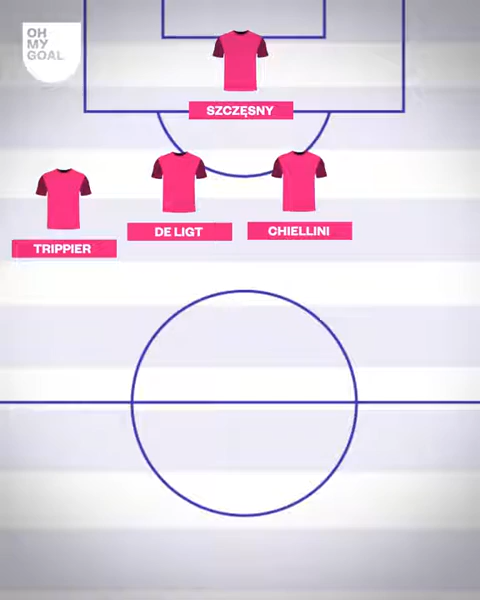 OH
MY
GOAL
SZCZĘSNY
TRIPPIER
DE LIGT
CHIELLINI